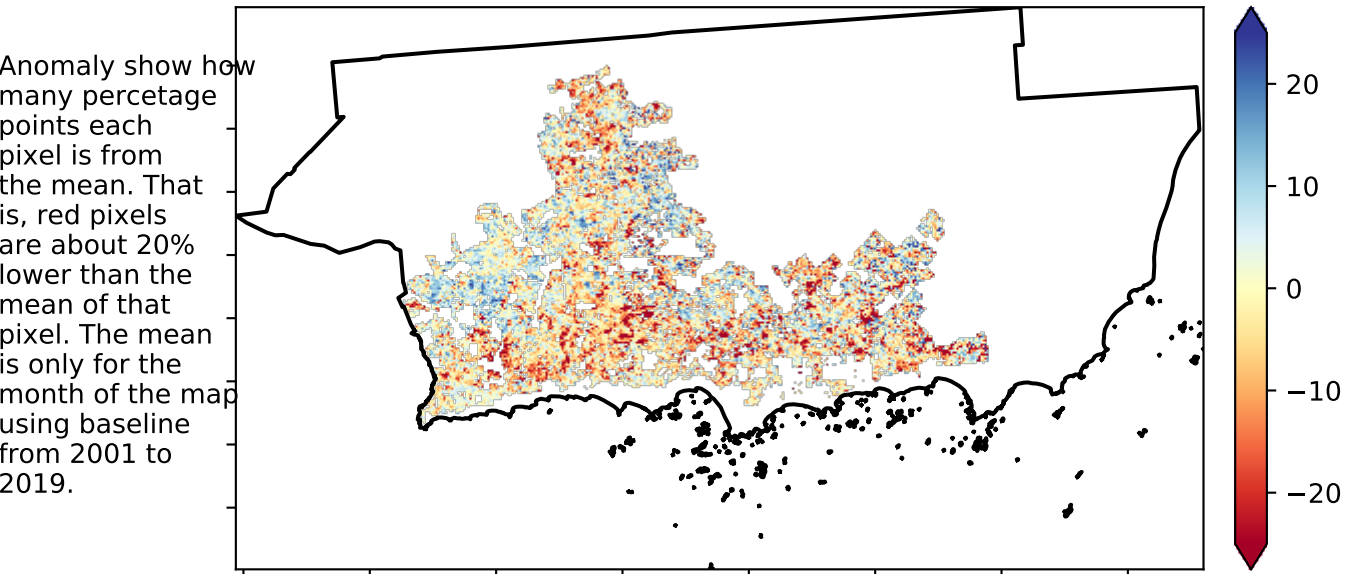 Anomaly show how
many percetage
points each
pixel is from
the mean. That
is, red pixels
are about 20%
lower than the
mean of that
pixel. The mean
is only for the
month of the map
using baseline
from 2001 to
2019.
20
10
0
−10
−20